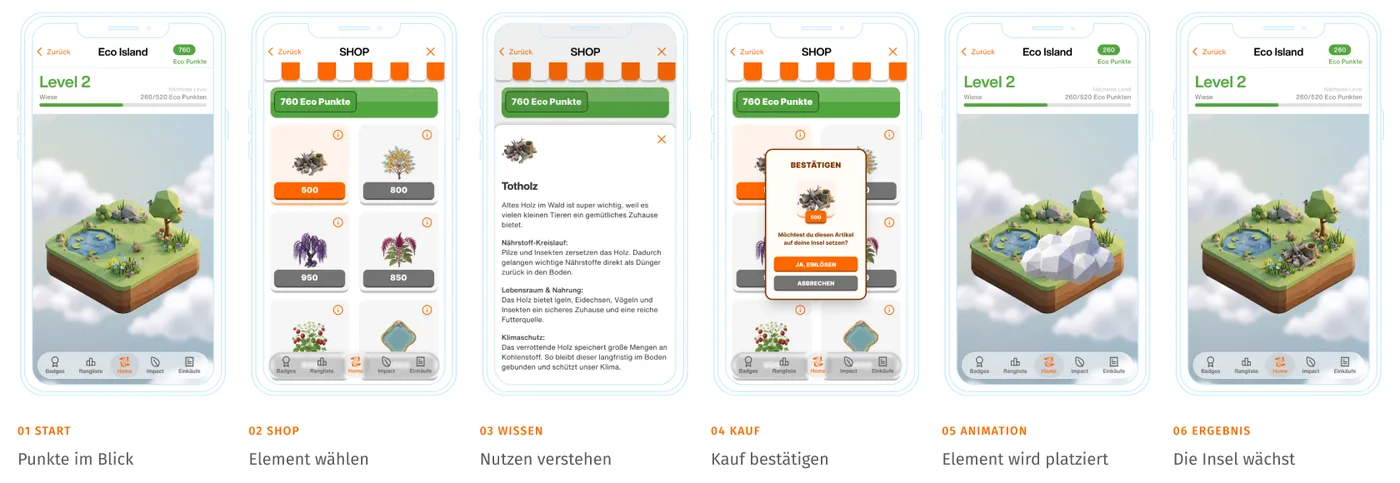 Zurück
Eco Island
760
Eco Punkte
Level 2
Nächstes Level
Wiese
260/520 Eco Punkten
Badges
Rangliste
Home
Impact
Einkäufe
01 START
Punkte im Blick
Zurück
SHOP
760 Eco Punkte
500
800
950
850
Badges
Rangliste
Home
Impact
Einkäufe
02 SHOP
Element wählen
Zurück
SHOP
760 Eco Punkte
Totholz
Altes Holz im Wald ist super wichtig, weil es
vielen kleinen Tieren ein gemütliches Zuhause
bietet.
Nährstoff-Kreislauf:
Pilze und Insekten zersetzen das Holz. Dadurch
gelangen wichtige Nährstoffe direkt als Dünger
zurück in den Boden.
Lebensraum & Nahrung:
Das Holz bietet Igeln, Eidechsen, Vögeln und
Insekten ein sicheres Zuhause und eine reiche
Futterquelle.
Klimaschutz:
Das verrottende Holz speichert große Mengen an
Kohlenstoff. So bleibt dieser langfristig im Boden
gebunden und schützt unser Klima.
03 WISSEN
Nutzen verstehen
Zurück
SHOP
760 Eco Punkte
BESTÄTIGEN
500
Möchtest du diesen Artikel
auf deine Insel setzen?
JA, EINLÖSEN
ABBRECHEN
Badges
Rangliste
Home
Impact
Einkäufe
04 KAUF
Kauf bestätigen
Zurück
Eco Island
260
Eco Punkte
Level 2
Nächstes Level
Wiese
260/520 Eco Punkten
Badges
Rangliste
Home
Impact
Einkäufe
05 ANIMATION
Element wird platziert
Zurück
Eco Island
260
Eco Punkte
Level 2
Nächstes Level
Wiese
260/520 Eco Punkten
Badges
Rangliste
Home
Impact
Einkäufe
06 ERGEBNIS
Die Insel wächst